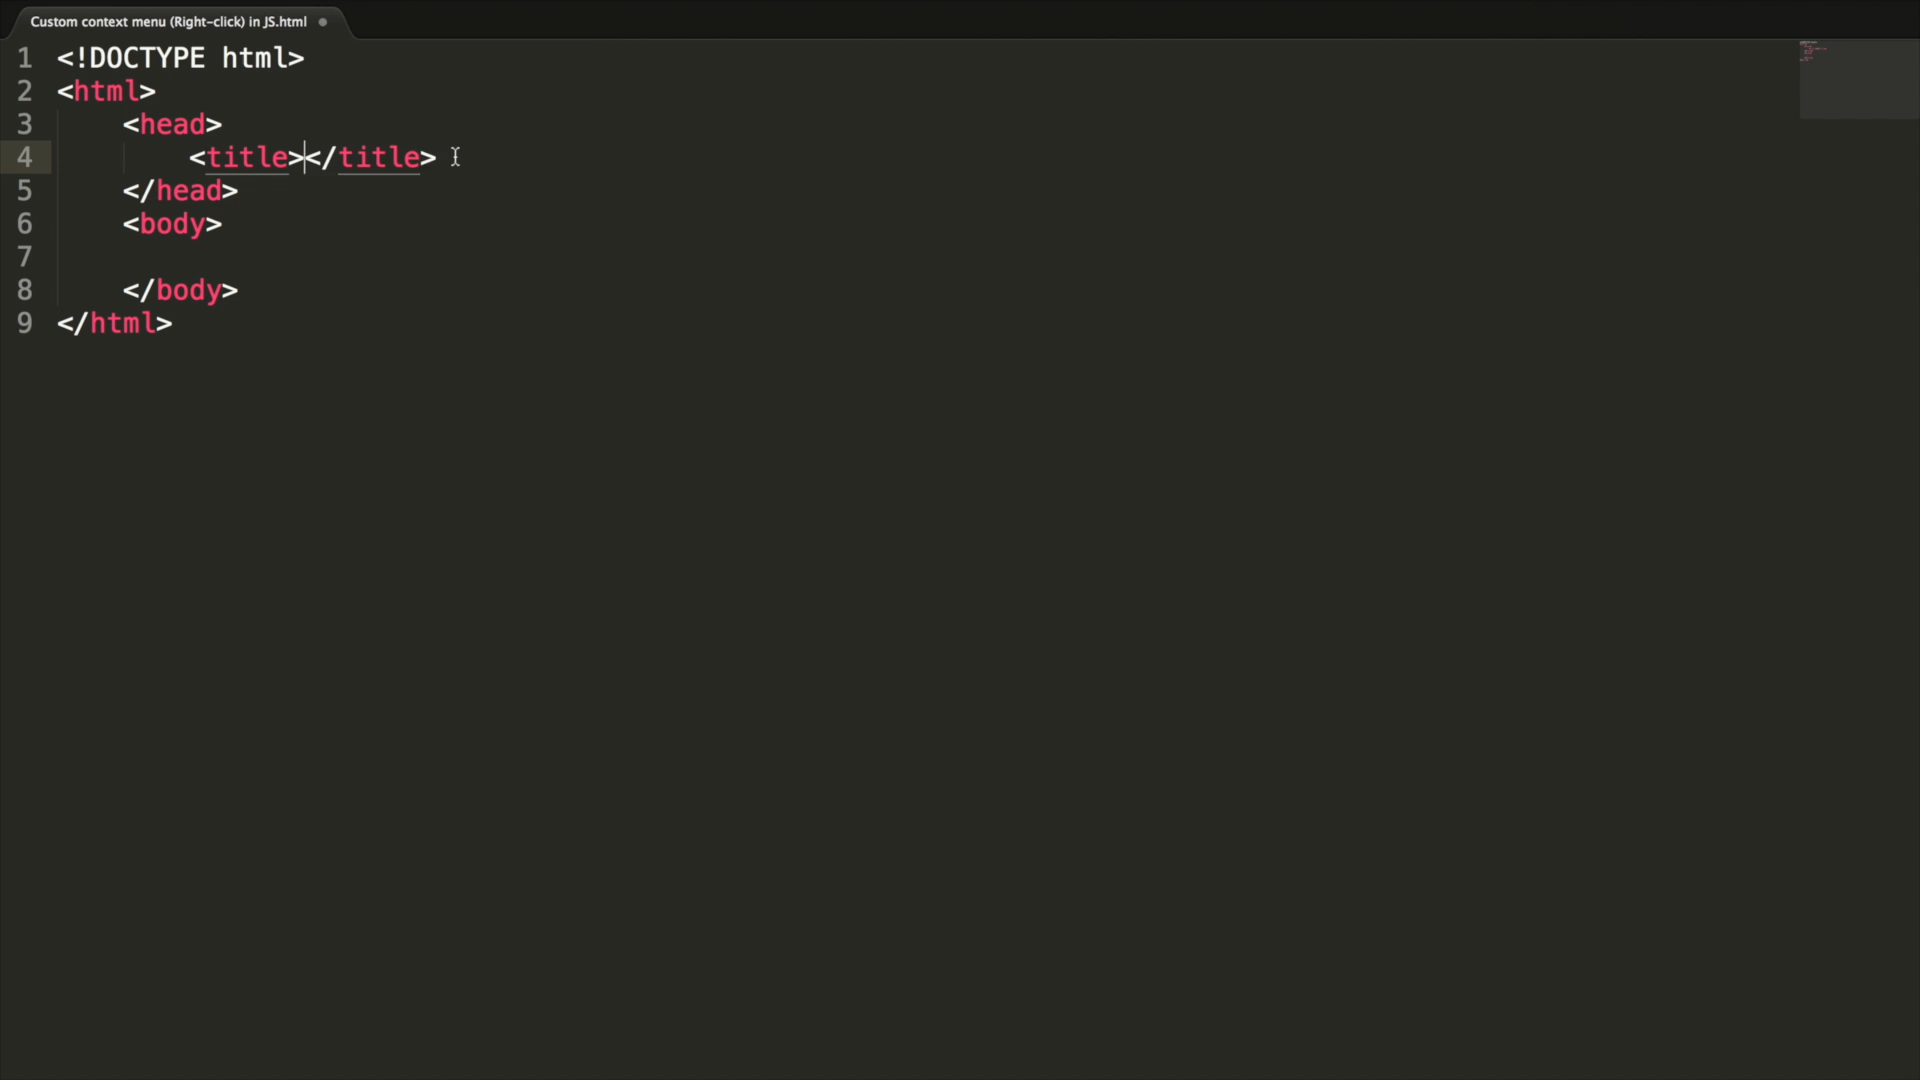 Custom context menu (Right-click) in JS.html
1 <!DOCTYPE html>
2 <html>
3 <head>
4 <title></title>
5 </head>
6 <body>
7
8 </body>
9 </html>